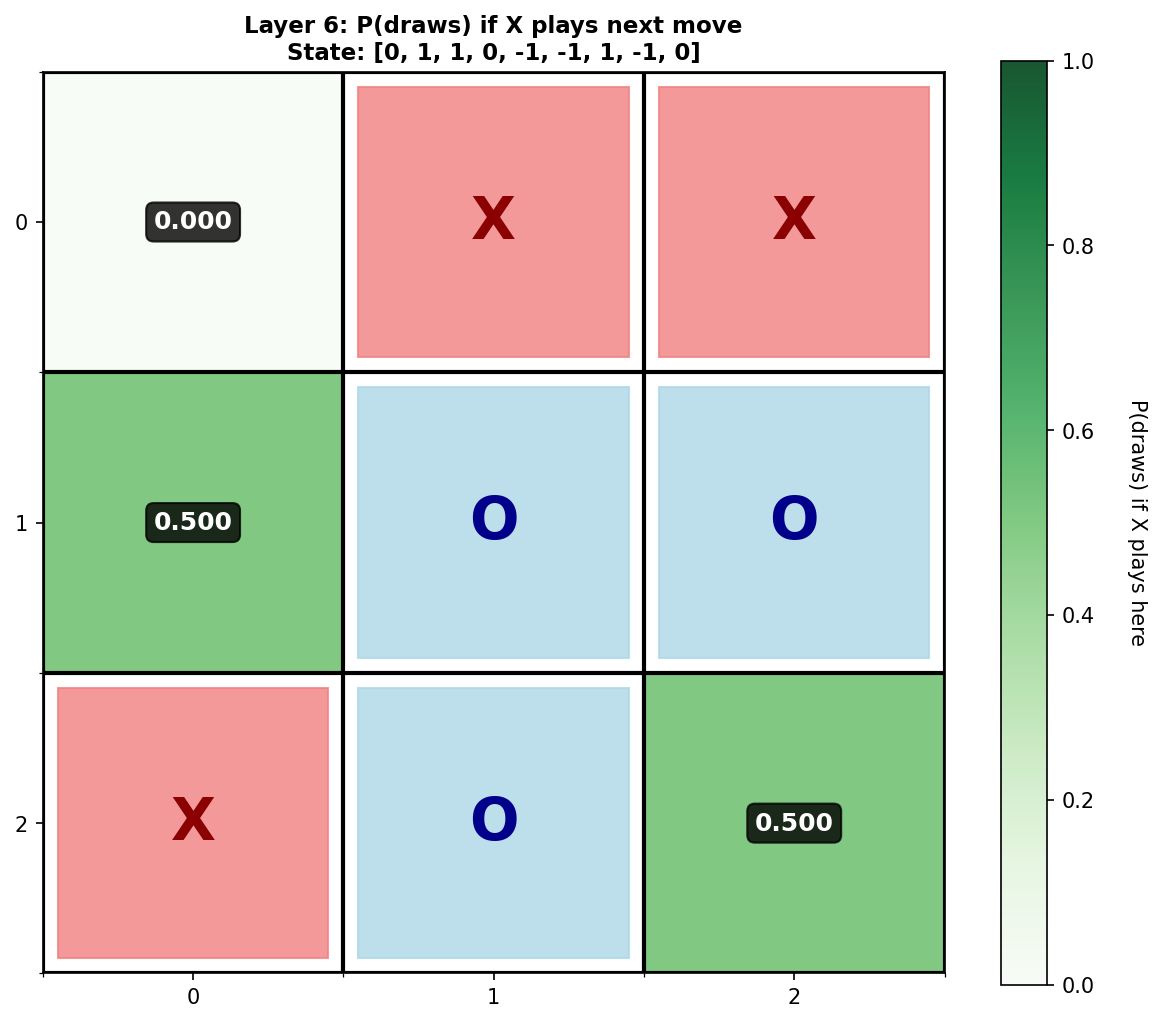 Layer 6: P(draws) if X plays next move
State: [0, 1, 1, 0, -1, -1, 1, -1, 0]
0
0.000
X
X
1
0.500
O
O
2
X
O
0.500
0
1
2
1.0
0.8
0.6
0.4
0.2
0.0
P(draws) if X plays here